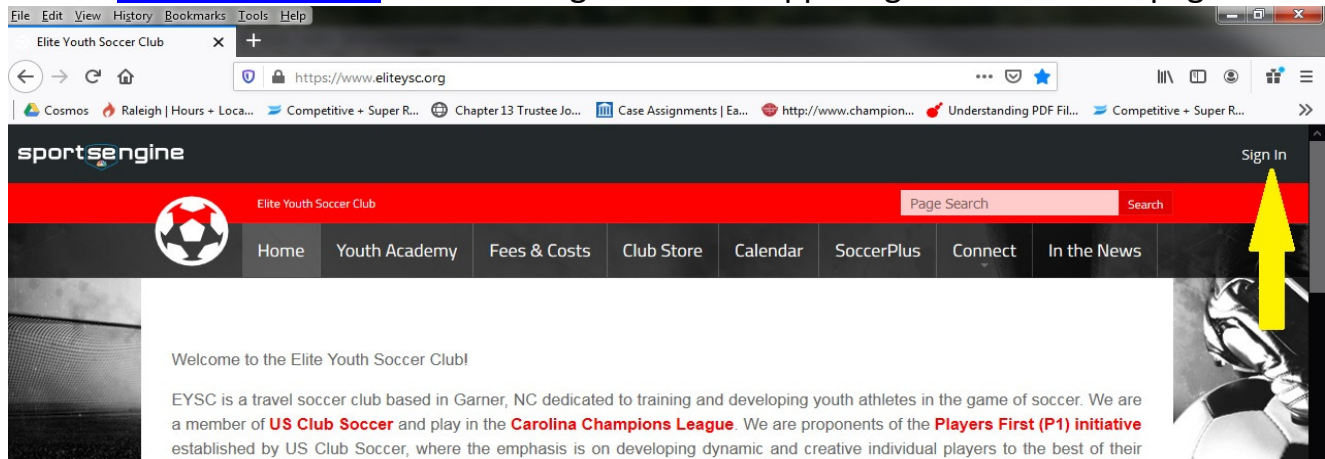 File Edit View History Bookmarks Tools Help
Elite Youth Soccer Club × +
https://www.eliteysc.org
Cosmos Raleigh | Hours + Loca... Competitive + Super R... Chapter 13 Trustee Jo... Case Assignments | Ea... http://www.champion... Understanding PDF Fil... Competitive + Super R... >>
sportsengine Sign In
Elite Youth Soccer Club Page Search Search
Home Youth Academy Fees & Costs Club Store Calendar SoccerPlus Connect In the News
Welcome to the Elite Youth Soccer Club!
EYSC is a travel soccer club based in Garner, NC dedicated to training and developing youth athletes in the game of soccer. We are
a member of US Club Soccer and play in the Carolina Champions League. We are proponents of the Players First (P1) initiative
established by US Club Soccer, where the emphasis is on developing dynamic and creative individual players to the best of their